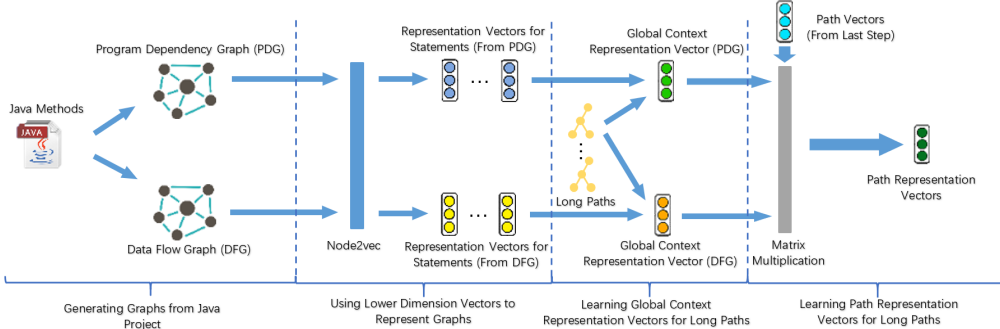 Path Vectors
(From Last Step)
Program Dependency Graph (PDG)
Representation Vectors for
Statements (From PDG)
Global Context
Representation Vector (PDG)
Java Methods
JAVA
Long Paths
Path Representation
Vectors
Data Flow Graph (DFG)
Node2vec
Representation Vectors for
Statements (From DFG)
Global Context
Representation Vector (DFG)
Matrix
Multiplication
Generating Graphs from Java
Project
Using Lower Dimension Vectors to
Represent Graphs
Learning Global Context
Representation Vectors for Long Paths
Learning Path Representation
Vectors for Long Paths